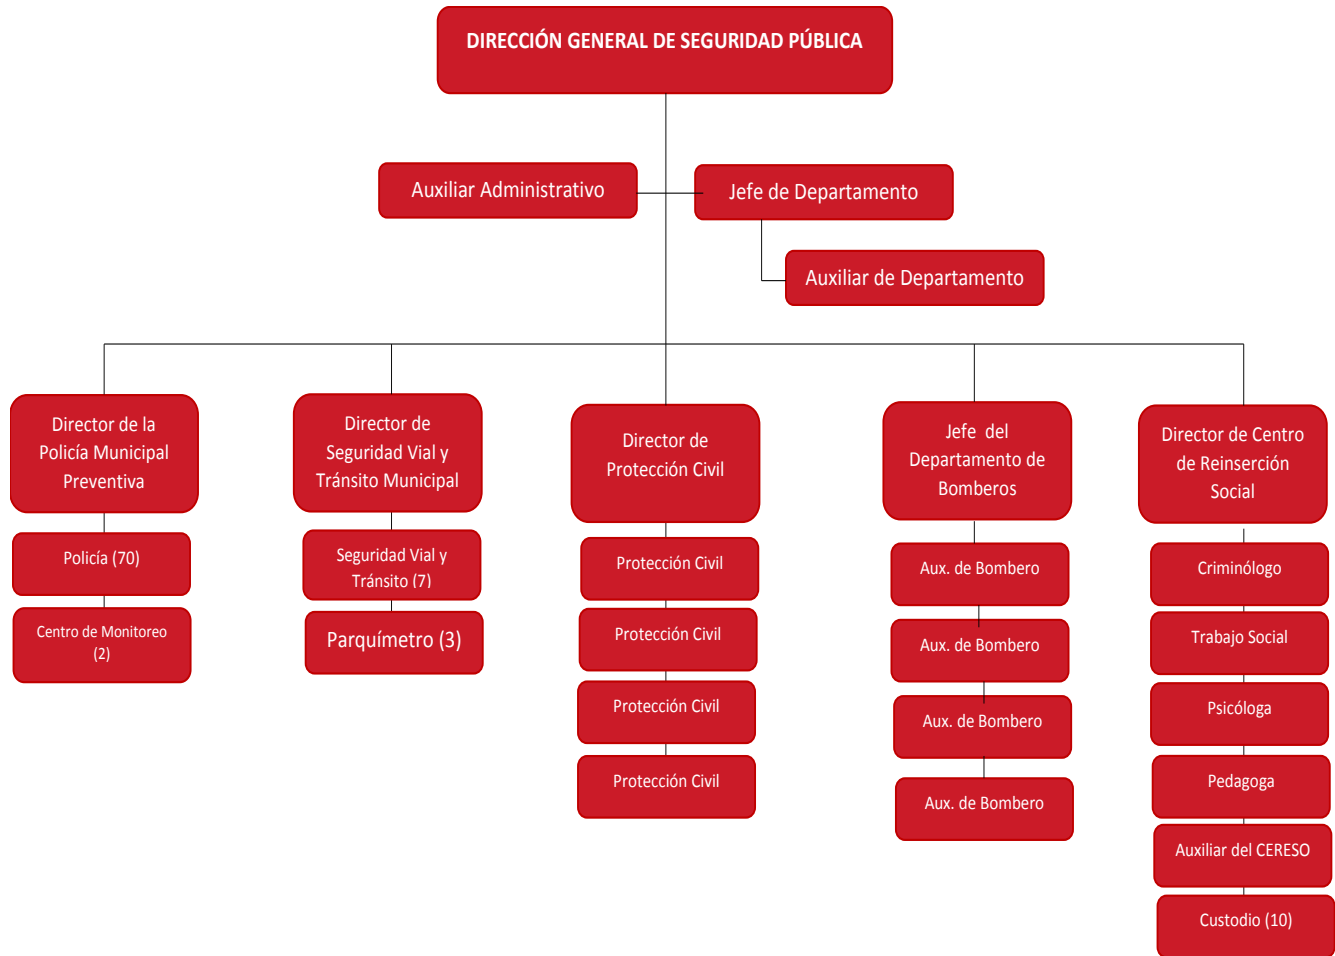 DIRECCIÓN GENERAL DE SEGURIDAD PÚBLICA
Auxiliar Administrativo
Jefe de Departamento
Auxiliar de Departamento
Director de la
Policía Municipal
Preventiva
Policía (70)
Centro de Monitoreo
(2)
Director de
Seguridad Vial y
Tránsito Municipal
Seguridad Vial y
Tránsito (7)
Parquímetro (3)
Director de
Protección Civil
Protección Civil
Protección Civil
Protección Civil
Protección Civil
Jefe del
Departamento de
Bomberos
Aux. de Bombero
Aux. de Bombero
Aux. de Bombero
Aux. de Bombero
Director de Centro
de Reinserción
Social
Criminólogo
Trabajo Social
Psicóloga
Pedagoga
Auxiliar del CERESO
Custodio (10)